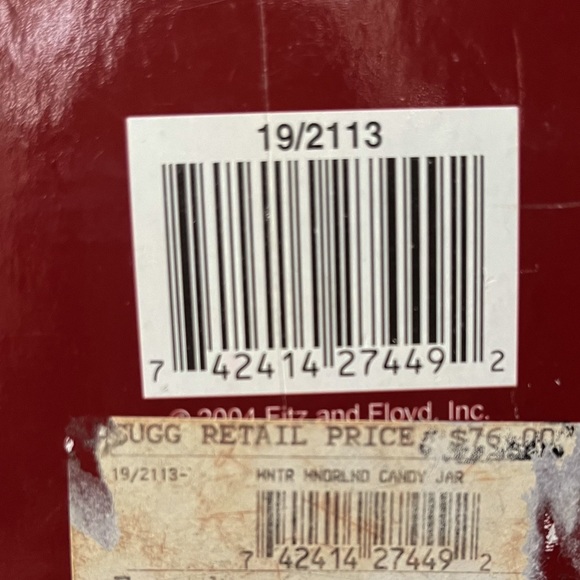 19/2113
7 42414 27449 2
© 2004 Fitz and Floyd, Inc.
SUGG RETAIL PRICE $76.00
19/2113- WNTR WNDRLND CANDY JAR
7 42414 27449 2